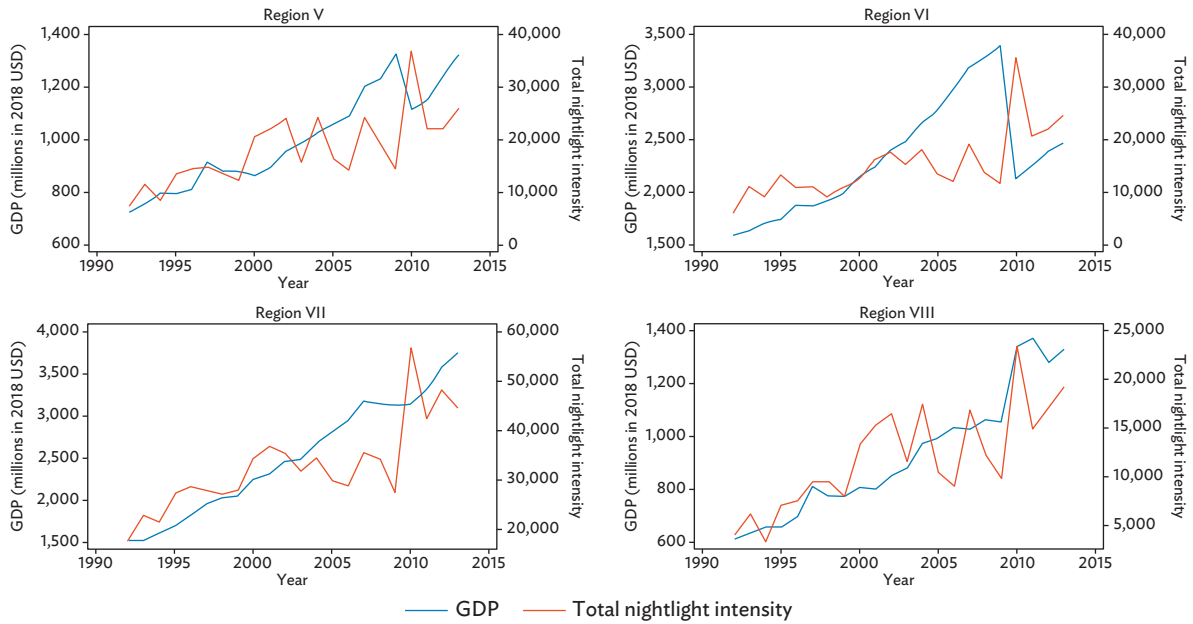 Region V
GDP (millions in 2018 USD)
1,400
1,200
1,000
800
600
40,000
30,000
20,000
10,000
0
Total nightlight intensity
1990 1995 2000 2005 2010 2015
Year
Region VI
GDP (millions in 2018 USD)
3,500
3,000
2,500
2,000
1,500
40,000
30,000
20,000
10,000
0
Total nightlight intensity
1990 1995 2000 2005 2010 2015
Year
Region VII
GDP (millions in 2018 USD)
4,000
3,500
3,000
2,500
2,000
1,500
60,000
50,000
40,000
30,000
20,000
Total nightlight intensity
1990 1995 2000 2005 2010 2015
Year
Region VIII
GDP (millions in 2018 USD)
1,400
1,200
1,000
800
600
25,000
20,000
15,000
10,000
5,000
Total nightlight intensity
1990 1995 2000 2005 2010 2015
Year
GDP Total nightlight intensity